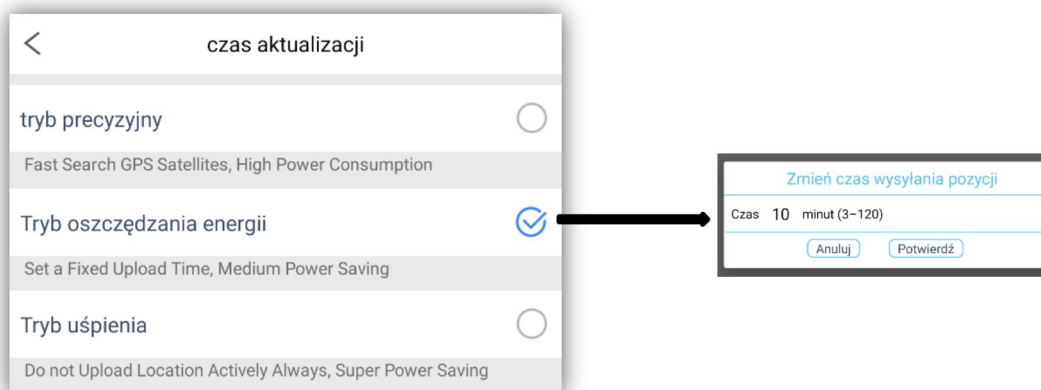 czas aktualizacji
tryb precyzyjny
Fast Search GPS Satellites, High Power Consumption
Tryb oszczędzania energii
Set a Fixed Upload Time, Medium Power Saving
Tryb uśpienia
Do not Upload Location Actively Always, Super Power Saving
Zmień czas wysyłania pozycji
Czas 10 minut (3–120)
Anuluj Potwierdź